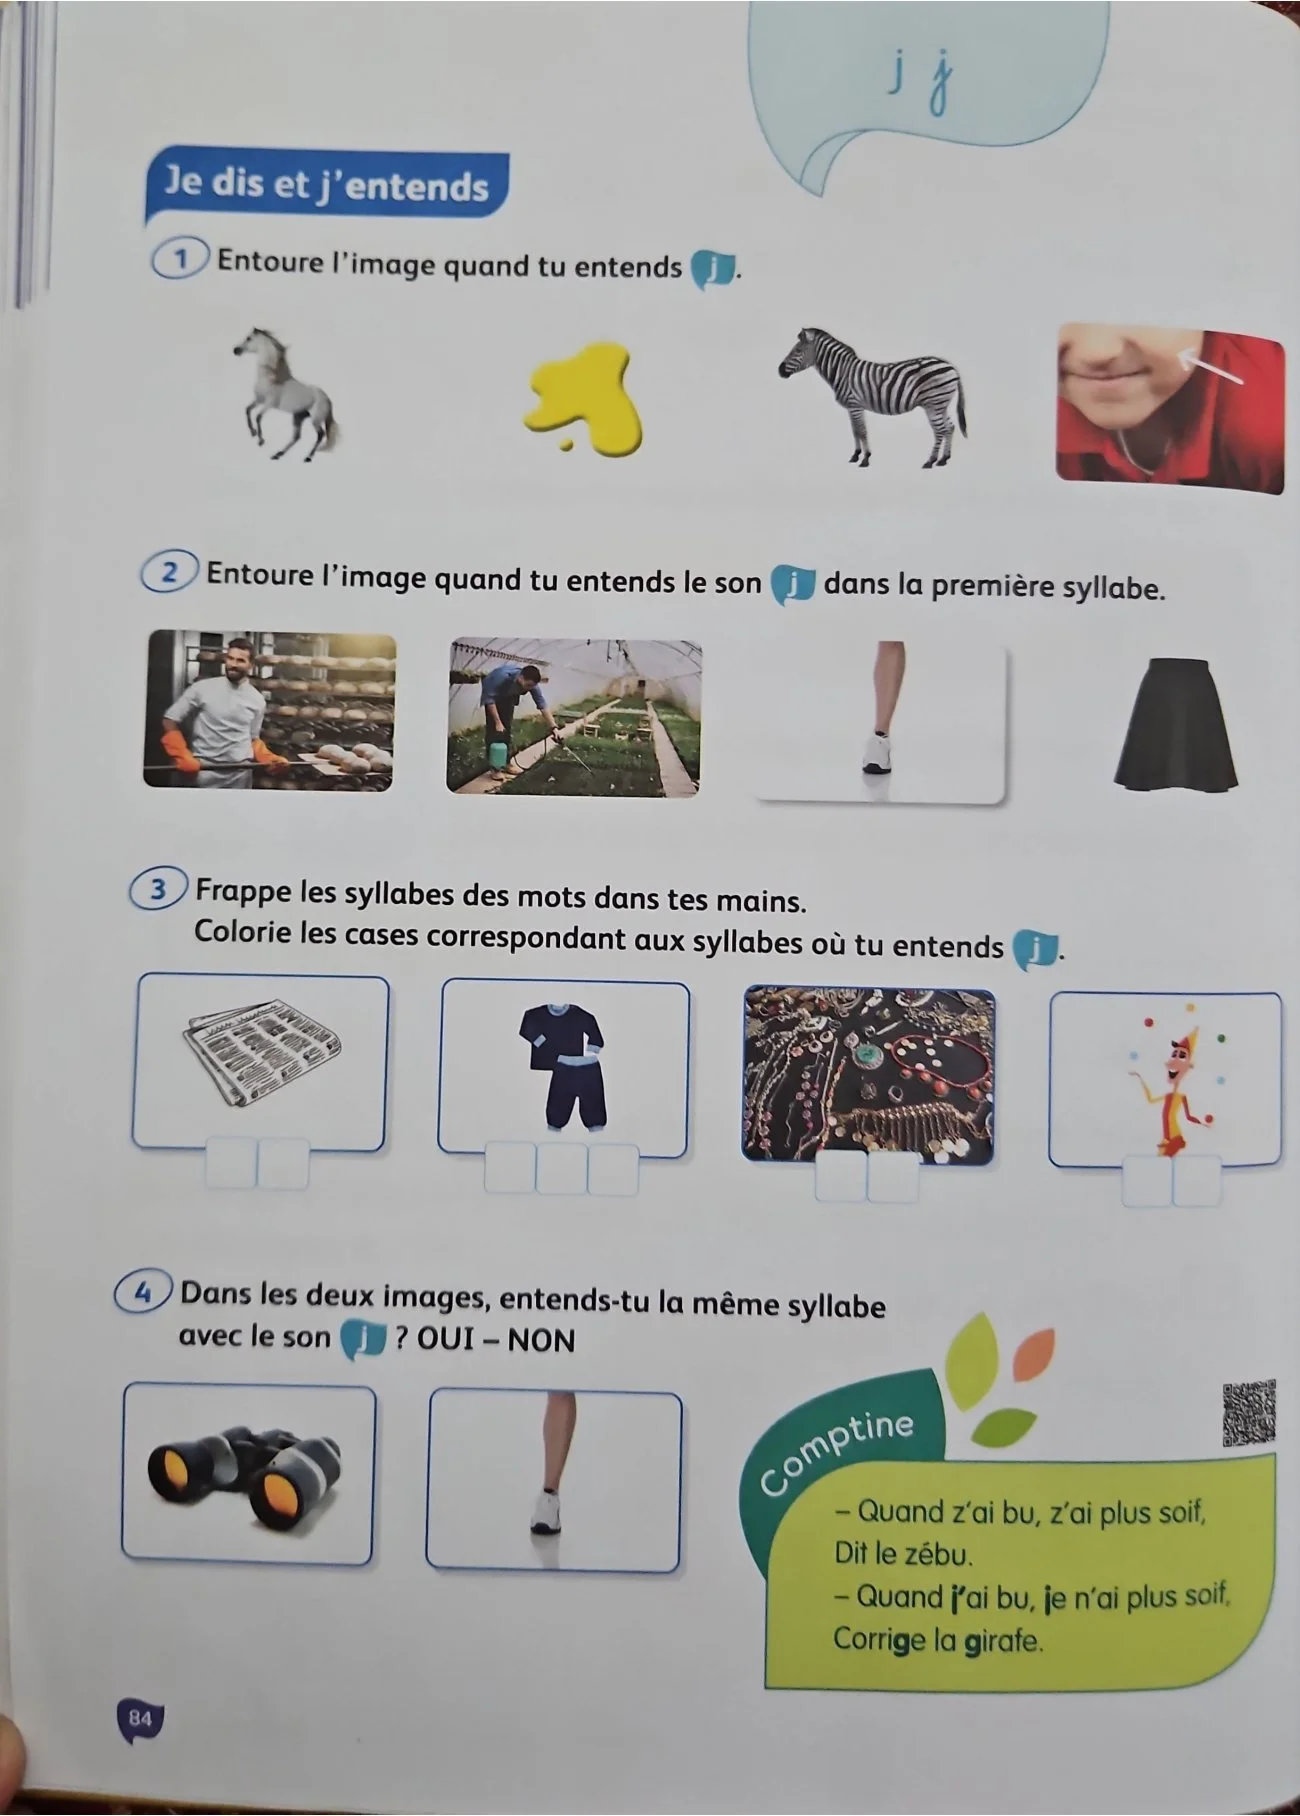 j j
Je dis et j'entends
1 Entoure l'image quand tu entends j.
2 Entoure l'image quand tu entends le son j dans la première syllabe.
3 Frappe les syllabes des mots dans tes mains.
Colorie les cases correspondant aux syllabes où tu entends j.
4 Dans les deux images, entends-tu la même syllabe
avec le son j ? OUI – NON
Comptine
– Quand z'ai bu, z'ai plus soif,
Dit le zébu.
– Quand j'ai bu, je n'ai plus soif,
Corrige la girafe.
84